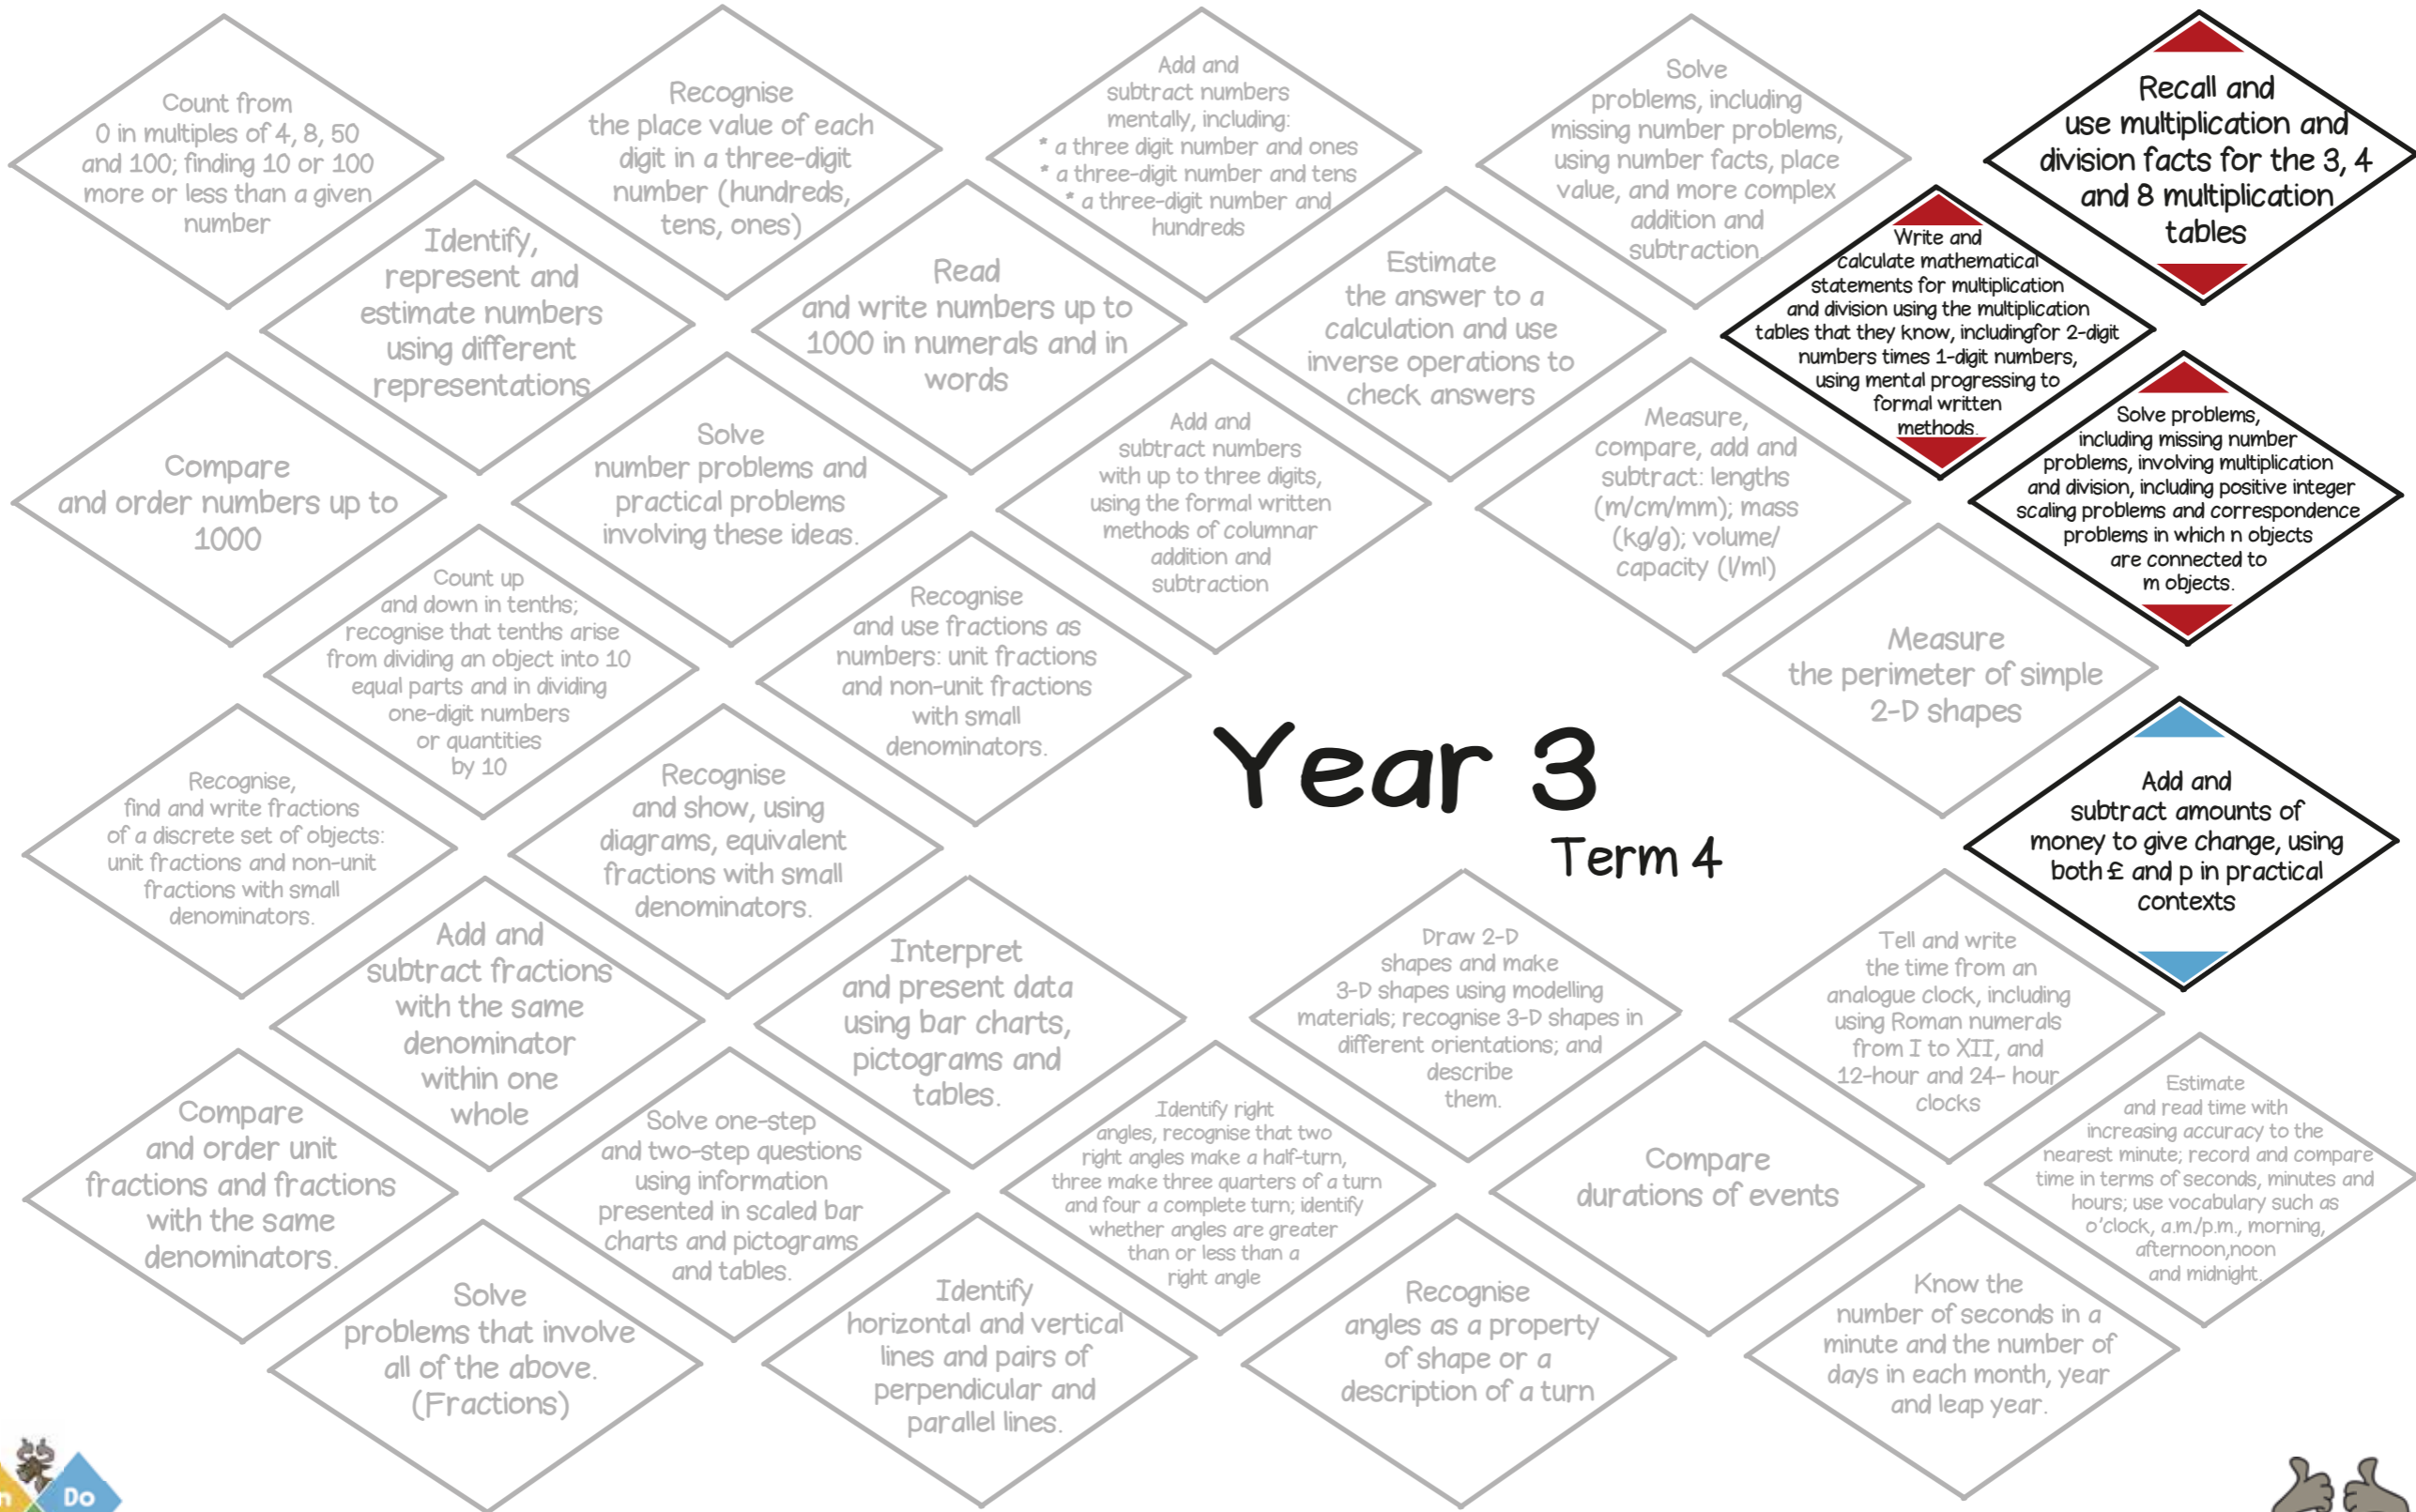 Count from
0 in multiples of 4, 8, 50
and 100; finding 10 or 100
more or less than a given
number
Recognise
the place value of each
digit in a three-digit
number (hundreds,
tens, ones)
Add and
subtract numbers
mentally, including:
* a three digit number and ones
* a three-digit number and tens
* a three-digit number and
hundreds
Solve
problems, including
missing number problems,
using number facts, place
value, and more complex
addition and
subtraction
Recall and
use multiplication and
division facts for the 3, 4
and 8 multiplication
tables
Identify,
represent and
estimate numbers
using different
representations
Read
and write numbers up to
1000 in numerals and in
words
Estimate
the answer to a
calculation and use
inverse operations to
check answers
Write and
calculate mathematical
statements for multiplication
and division using the multiplication
tables that they know, includingfor 2-digit
numbers times 1-digit numbers,
using mental progressing to
formal written
methods.
Compare
and order numbers up to
1000
Solve
number problems and
practical problems
involving these ideas.
Add and
subtract numbers
with up to three digits,
using the formal written
methods of columnar
addition and
subtraction
Measure,
compare, add and
subtract: lengths
(m/cm/mm); mass
(kg/g); volume/
capacity (l/ml)
Solve problems,
including missing number
problems, involving multiplication
and division, including positive integer
scaling problems and correspondence
problems in which n objects
are connected to
m objects.
Count up
and down in tenths;
recognise that tenths arise
from dividing an object into 10
equal parts and in dividing
one-digit numbers
or quantities
by 10
Recognise
and use fractions as
numbers: unit fractions
and non-unit fractions
with small
denominators.
Measure
the perimeter of simple
2-D shapes
Year 3
Term 4
Recognise,
find and write fractions
of a discrete set of objects:
unit fractions and non-unit
fractions with small
denominators.
Recognise
and show, using
diagrams, equivalent
fractions with small
denominators.
Add and
subtract amounts of
money to give change, using
both £ and p in practical
contexts
Add and
subtract fractions
with the same
denominator
within one
whole
Interpret
and present data
using bar charts,
pictograms and
tables.
Draw 2-D
shapes and make
3-D shapes using modelling
materials; recognise 3-D shapes in
different orientations; and
describe
them.
Tell and write
the time from an
analogue clock, including
using Roman numerals
from I to XII, and
12-hour and 24- hour
clocks
Compare
and order unit
fractions and fractions
with the same
denominators.
Solve one-step
and two-step questions
using information
presented in scaled bar
charts and pictograms
and tables.
Identify right
angles, recognise that two
right angles make a half-turn,
three make three quarters of a turn
and four a complete turn; identify
whether angles are greater
than or less than a
right angle
Compare
durations of events
Estimate
and read time with
increasing accuracy to the
nearest minute; record and compare
time in terms of seconds, minutes and
hours; use vocabulary such as
o'clock, a.m./p.m., morning,
afternoon,noon
and midnight.
Solve
problems that involve
all of the above.
(Fractions)
Identify
horizontal and vertical
lines and pairs of
perpendicular and
parallel lines.
Recognise
angles as a property
of shape or a
description of a turn
Know the
number of seconds in a
minute and the number of
days in each month, year
and leap year.
Do